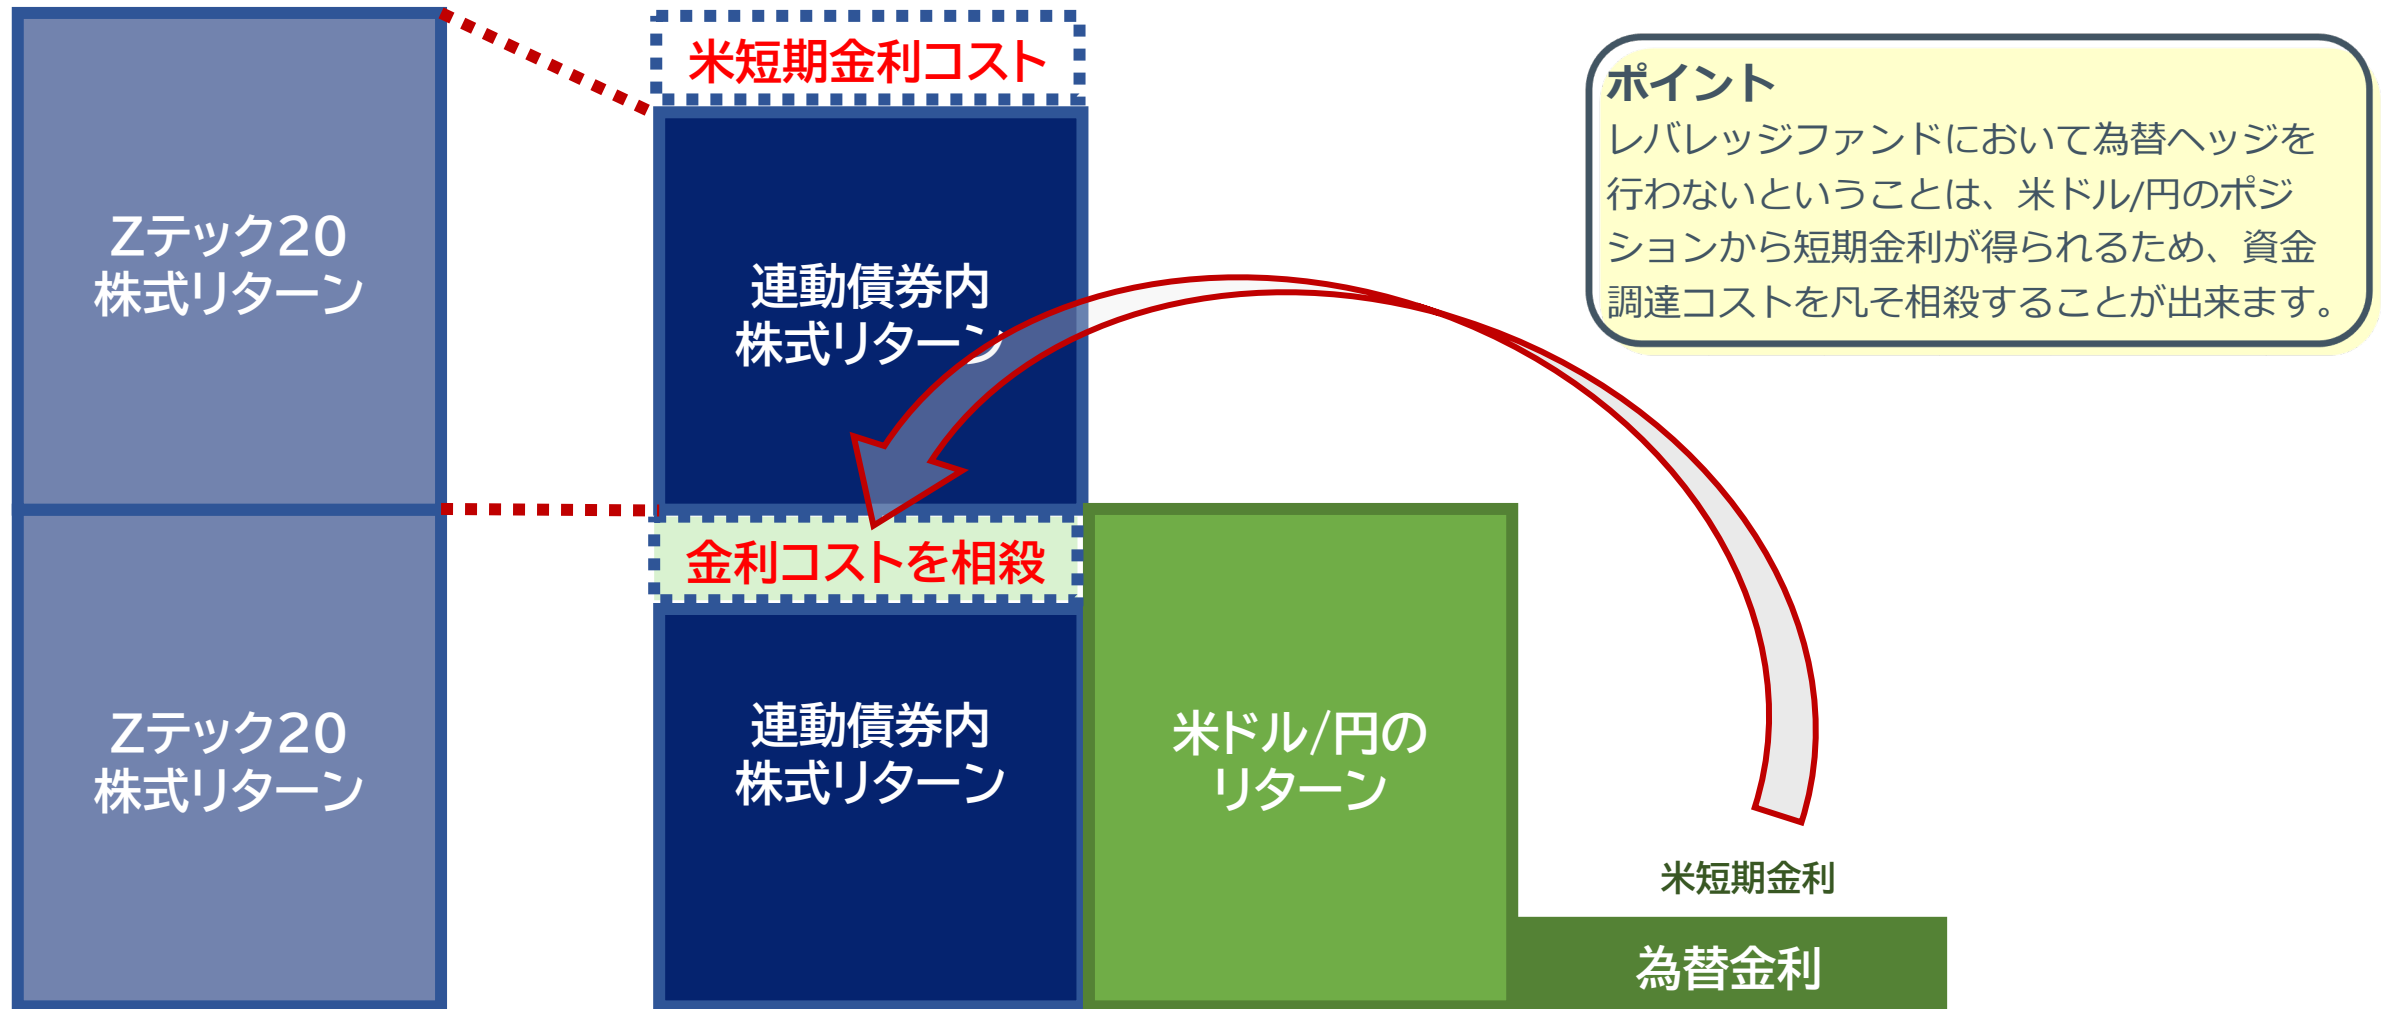 Zテック20
株式リターン
Zテック20
株式リターン
米短期金利コスト
連動債券内
株式リターン
金利コストを相殺
連動債券内
株式リターン
米ドル/円の
リターン
米短期金利
為替金利
ポイント
レバレッジファンドにおいて為替ヘッジを
行わないということは、米ドル/円のポジ
ションから短期金利が得られるため、資金
調達コストを凡そ相殺することが出来ます。